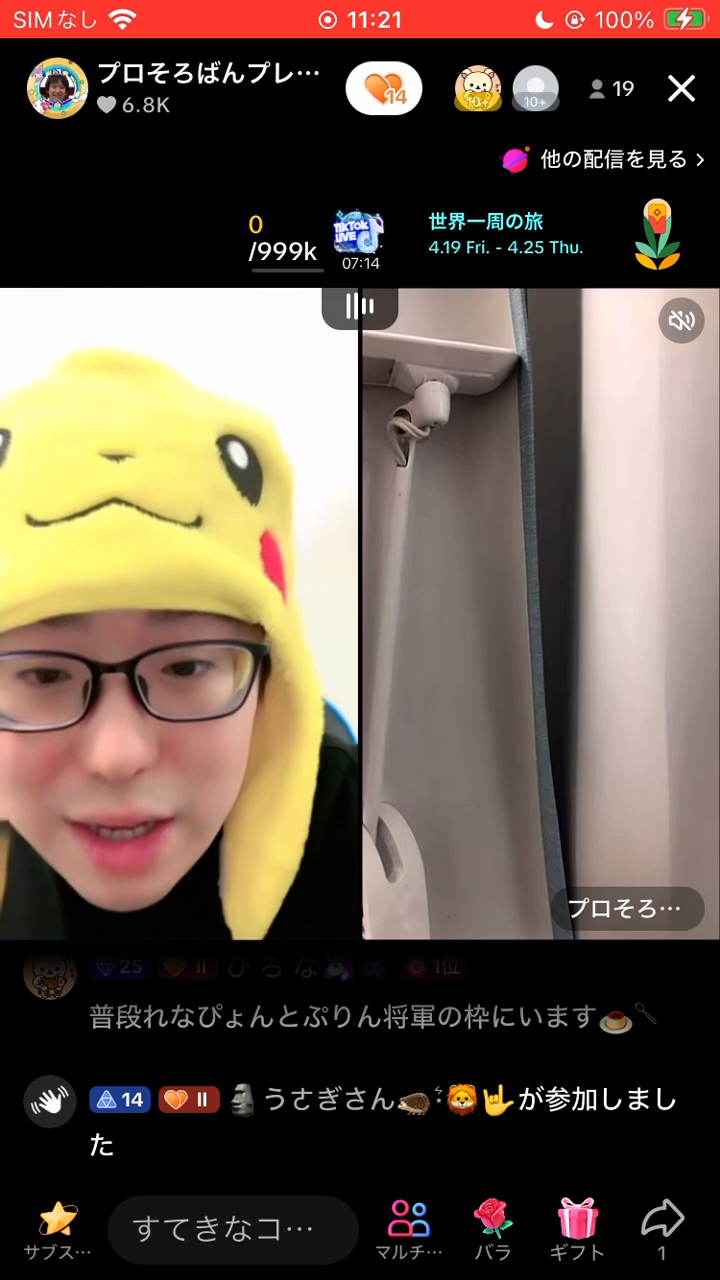 SIMなし 11:21 100%
プロそろばんプレ…
6.8K
14
10+ 10+
19
他の配信を見る
0
/999k
TikTok LIVE
07:14
世界一周の旅
4.19 Fri. - 4.25 Thu.
プロそろ…
25 II ひろな 1位
普段れなぴょんとぷりん将軍の枠にいます
14 II うさぎさんが参加しまし
た
すてきなコ…
サブス… マルチ… バラ ギフト 1